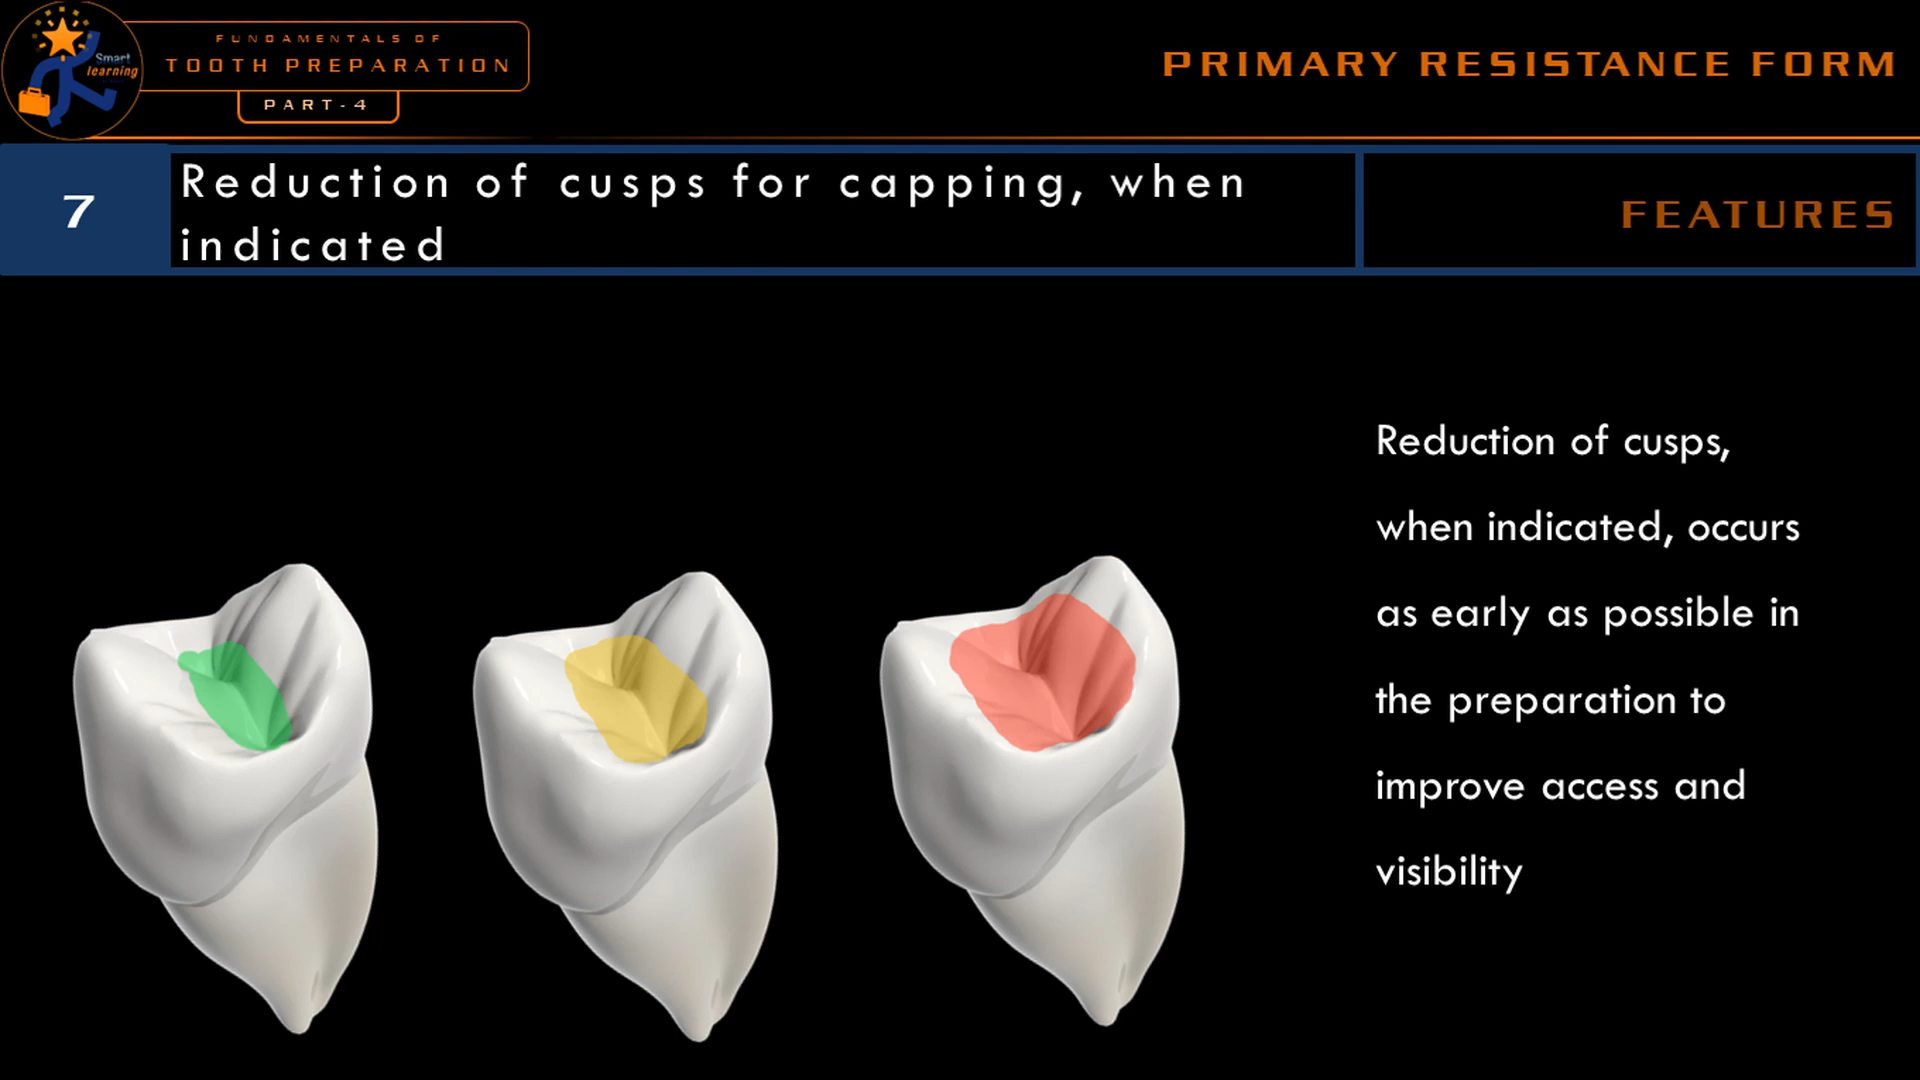 Smart
learning
FUNDAMENTALS OF
TOOTH PREPARATION
PART-4
PRIMARY RESISTANCE FORM
7
Reduction of cusps for capping, when
indicated
FEATURES
Reduction of cusps,
when indicated, occurs
as early as possible in
the preparation to
improve access and
visibility